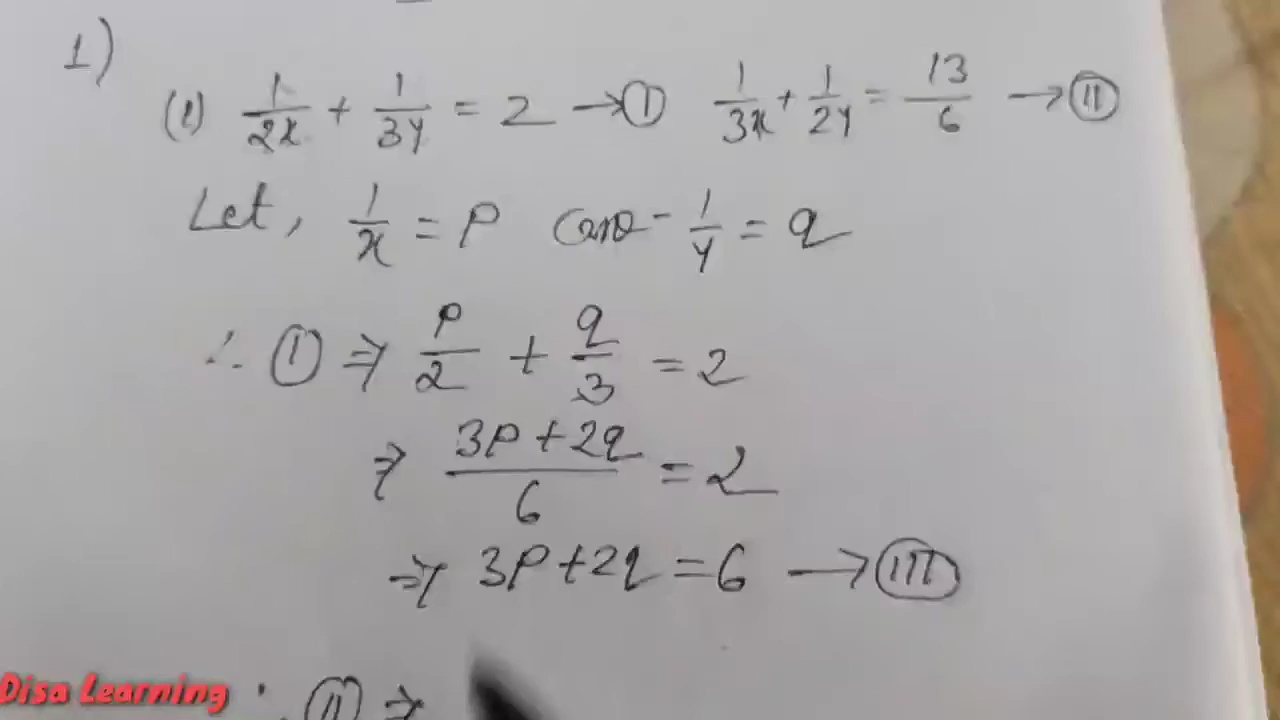 1)
(i) 1/2x + 1/3y = 2 → Ⓘ 1/3x + 1/2y = 13/6 → Ⓘⓘ
Let, 1/x = p 1/y = q
∴ Ⓘ ⇒ p/2 + q/3 = 2
⇒ (3p + 2q)/6 = 2
⇒ 3p + 2q = 6 → (III)
∴ (II) ⇒
Disa Learning